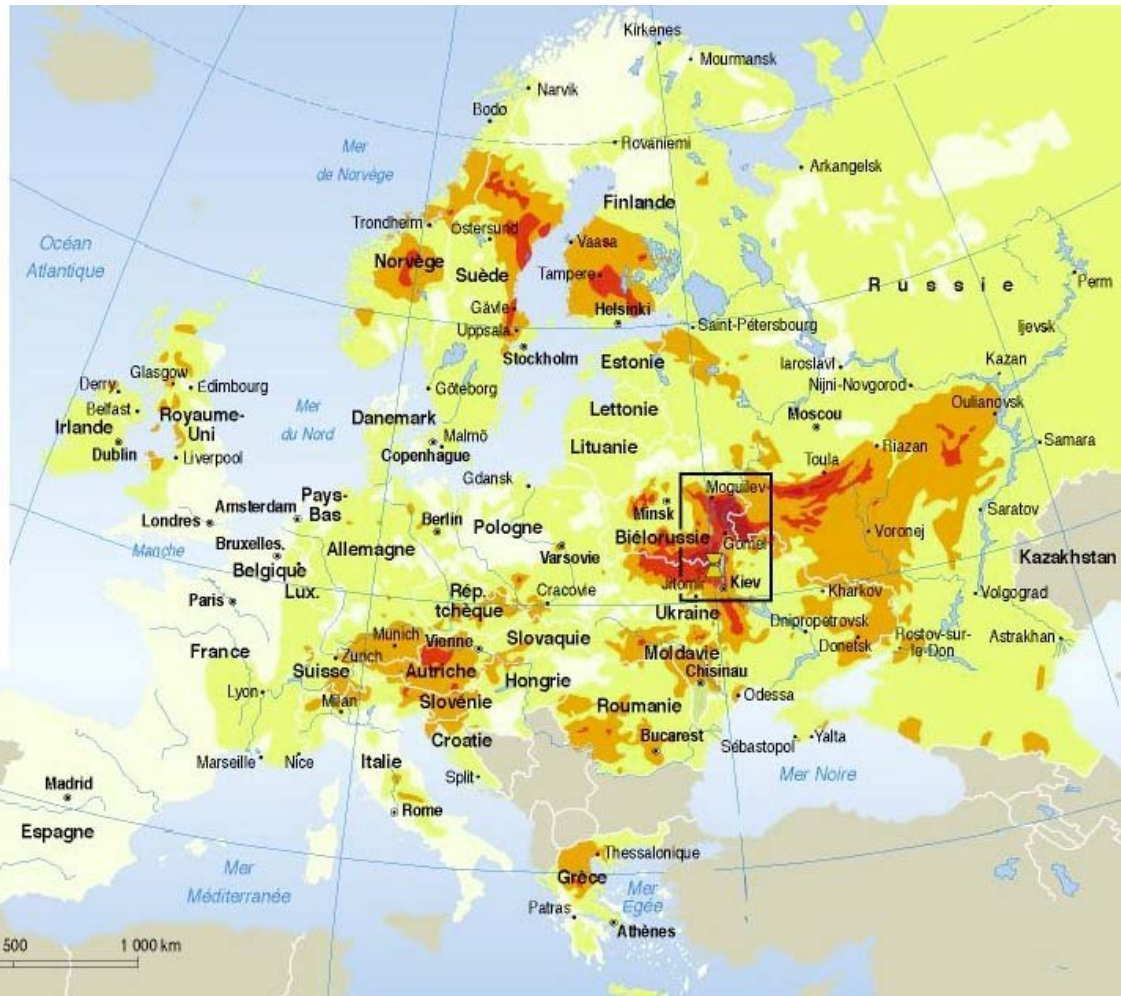 Kirkenes
Mourmansk
Narvik
Bodo
Mer
de Norvège
Rovaniemi
Arkangelsk
Finlande
Trondheim
Ostersund
Vaasa
Océan
Atlantique
Norvège
Suède
Tampere
Russie
Perm
Gävle
Helsinki
Uppsala
Saint-Pétersbourg
Ijevsk
Stockholm
Estonie
Iaroslavl
Kazan
Glasgow
Derry
Édimbourg
Göteborg
Nijni-Novgorod
Oulianovsk
Belfast
Royaume-
Uni
Mer
du Nord
Danemark
Lettonie
Moscou
Irlande
Malmö
Lituanie
Riazan
Samara
Dublin
Liverpool
Copenhague
Toula
Gdansk
Moguilev
Amsterdam
Pays-
Bas
Minsk
Saratov
Londres
Berlin
Pologne
Biélorussie
Gomel
Voronej
Manche
Bruxelles.
Allemagne
Varsovie
Kazakhstan
Belgique
Jitomir
Kiev
Kharkov
Volgograd
Lux.
Rép.
tchèque
Cracovie
Paris
Ukraine
Dnipropetrovsk
Munich
Vienne
Slovaquie
Donetsk
Rostov-sur-
le-Don
Astrakhan
France
Zurich
Moldavie
Suisse
Autriche
Hongrie
Chisinau
Lyon
Milan
Slovénie
Roumanie
Odessa
Croatie
Bucarest
Sébastopol
Yalta
Marseille
Nice
Italie
Split
Mer Noire
Madrid
Rome
Espagne
Thessalonique
Mer
Méditerranée
Grèce
Mer
Egée
Patras
Athènes
500
1 000 km